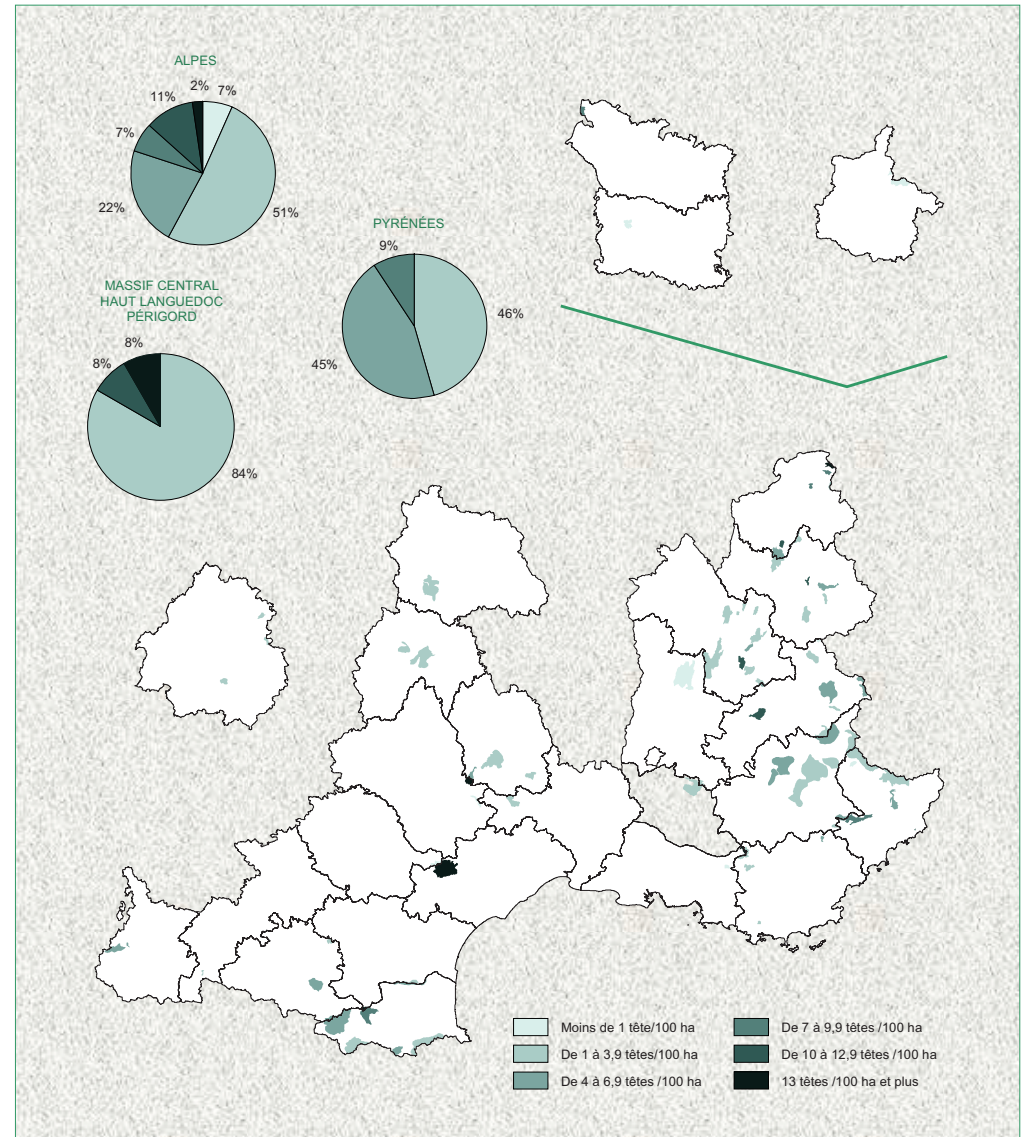 ALPES
2%
7%
11%
7%
22%
51%
PYRÉNÉES
9%
46%
45%
MASSIF CENTRAL
HAUT LANGUEDOC
PÉRIGORD
8%
8%
84%
Moins de 1 tête/100 ha
De 1 à 3,9 têtes/100 ha
De 4 à 6,9 têtes /100 ha
De 7 à 9,9 têtes /100 ha
De 10 à 12,9 têtes /100 ha
13 têtes /100 ha et plus